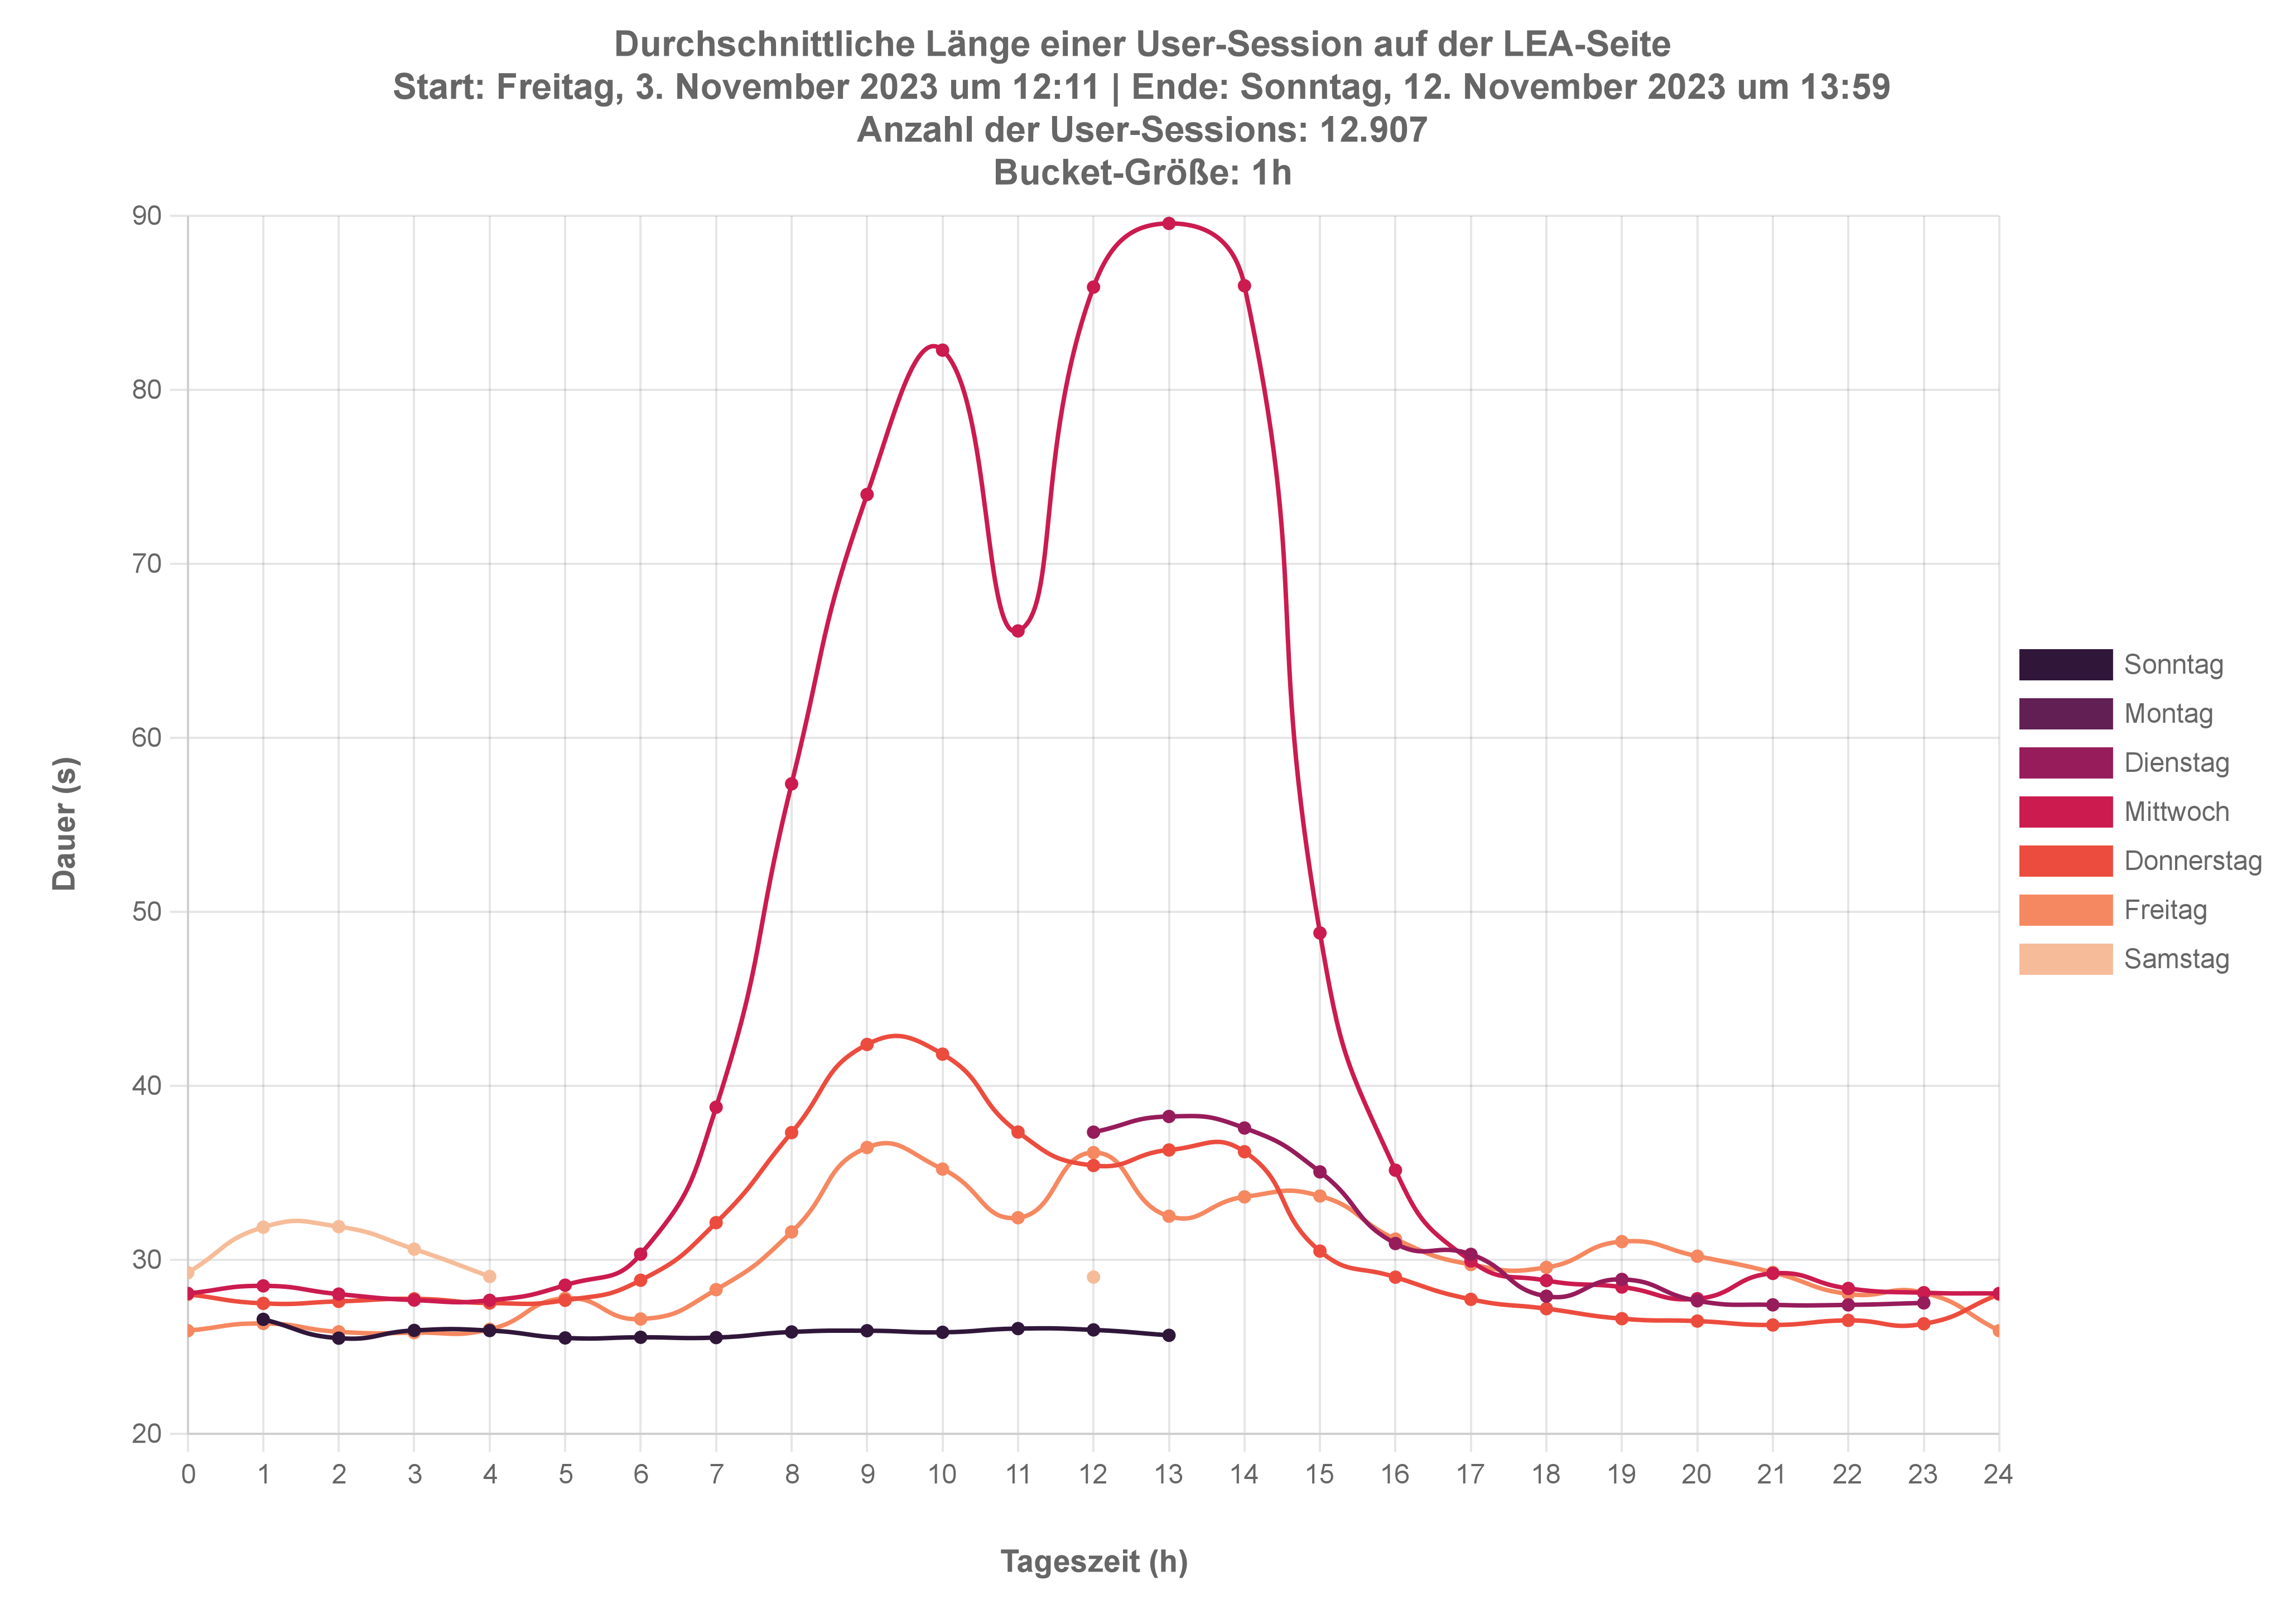 Durchschnittliche Länge einer User-Session auf der LEA-Seite
Start: Freitag, 3. November 2023 um 12:11 | Ende: Sonntag, 12. November 2023 um 13:59
Anzahl der User-Sessions: 12.907
Bucket-Größe: 1h
90
80
70
60
50
40
30
20
Dauer (s)
0 1 2 3 4 5 6 7 8 9 10 11 12 13 14 15 16 17 18 19 20 21 22 23 24
Tageszeit (h)
Sonntag
Montag
Dienstag
Mittwoch
Donnerstag
Freitag
Samstag